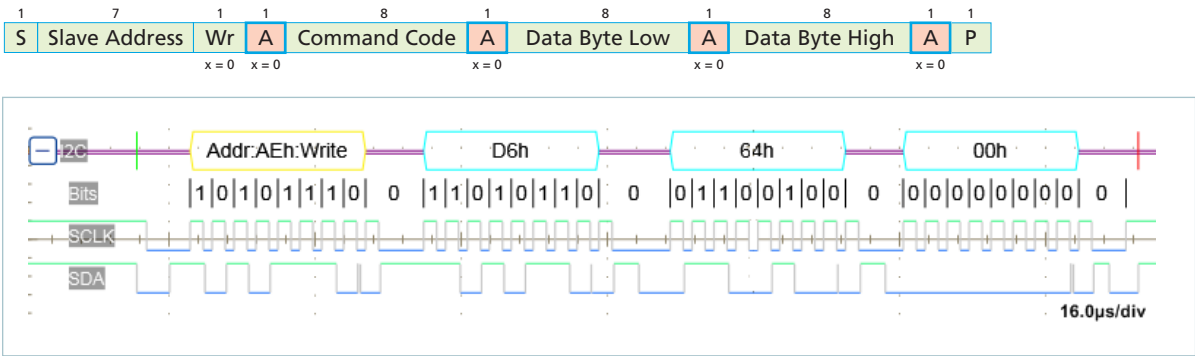 1 7 1 1 8 1 8 1 8 1 1
S Slave Address Wr A Command Code A Data Byte Low A Data Byte High A P
x = 0 x = 0 x = 0 x = 0 x = 0
I2C Addr:AEh:Write D6h 64h 00h
Bits 1 0 1 0 1 1 1 0 0 1 1 0 1 0 1 1 0 0 0 1 1 0 0 1 0 0 0 0 0 0 0 0 0 0 0 0 0
SCLK
SDA
16.0µs/div